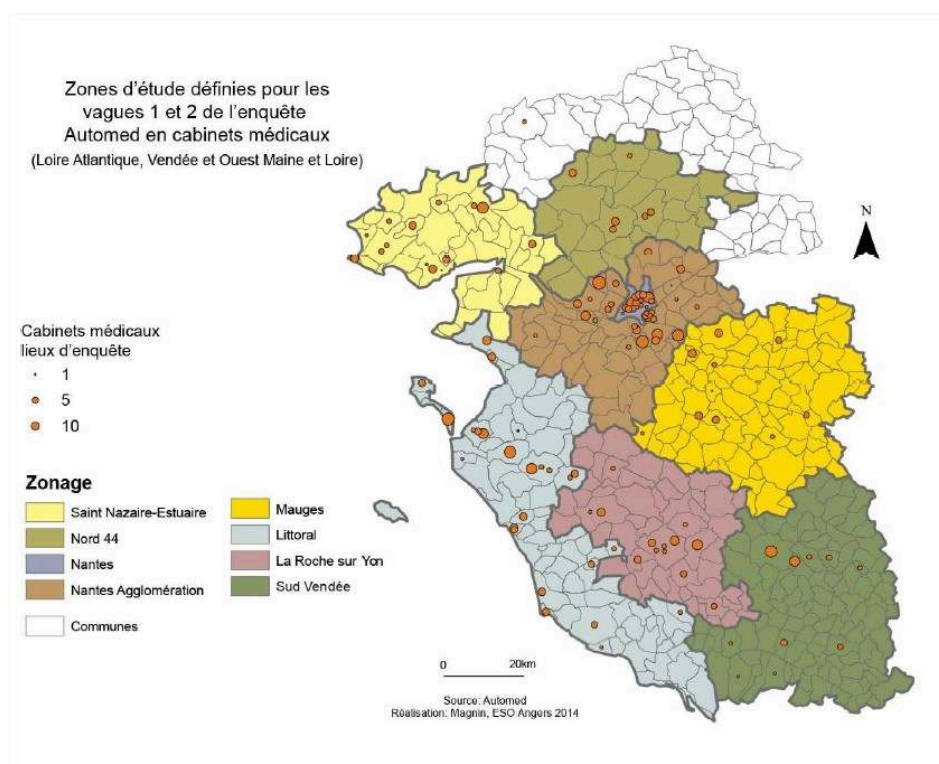 Zones d'étude définies pour les
vagues 1 et 2 de l'enquête
Automed en cabinets médicaux
(Loire Atlantique, Vendée et Ouest Maine et Loire)
N
Cabinets médicaux
lieux d'enquête
1
5
10
Zonage
Saint Nazaire-Estuaire
Nord 44
Nantes
Nantes Agglomération
Communes
Mauges
Littoral
La Roche sur Yon
Sud Vendée
0 20km
Source: Automed
Réalisation: Magnin, ESO Angers 2014